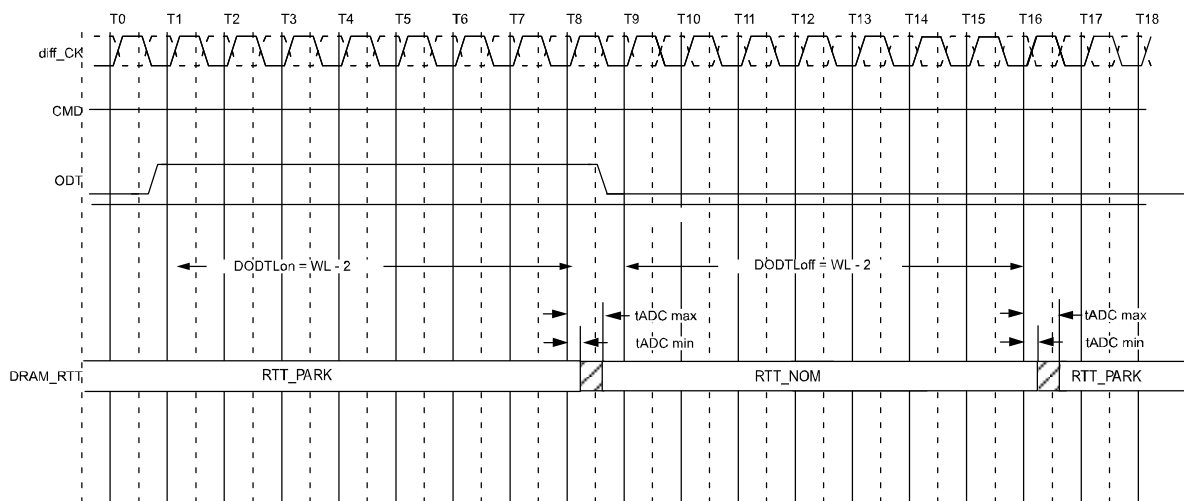 T0 T1 T2 T3 T4 T5 T6 T7 T8 T9 T10 T11 T12 T13 T14 T15 T16 T17 T18
diff_CK
CMD
ODT
DODTLon = WL - 2 DODTLoff = WL - 2
tADC max tADC max
tADC min tADC min
DRAM_RTT RTT_PARK RTT_NOM RTT_PARK